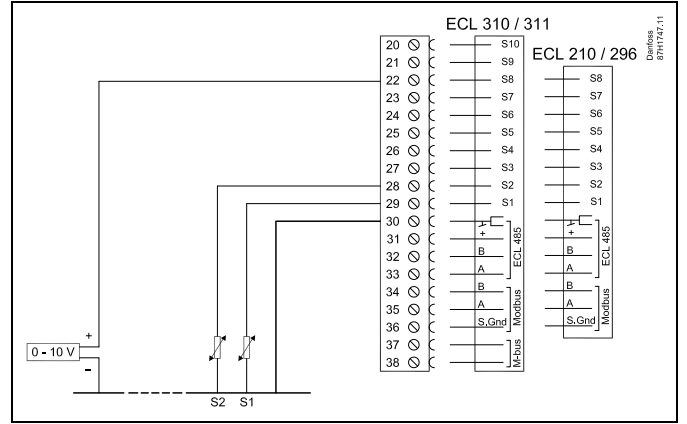 ECL 310 / 311
ECL 210 / 296
Danfoss
87H1747.11
20 S10
21 S9
22 S8 S8
23 S7 S7
24 S6 S6
25 S5 S5
26 S4 S4
27 S3 S3
28 S2 S2
29 S1 S1
30
31 + +
32 B B
33 A A
ECL 485 ECL 485
34 B B
35 A A
36 S.Gnd S.Gnd
Modbus Modbus
37
38
M-bus
+
0 - 10 V
-
S2 S1